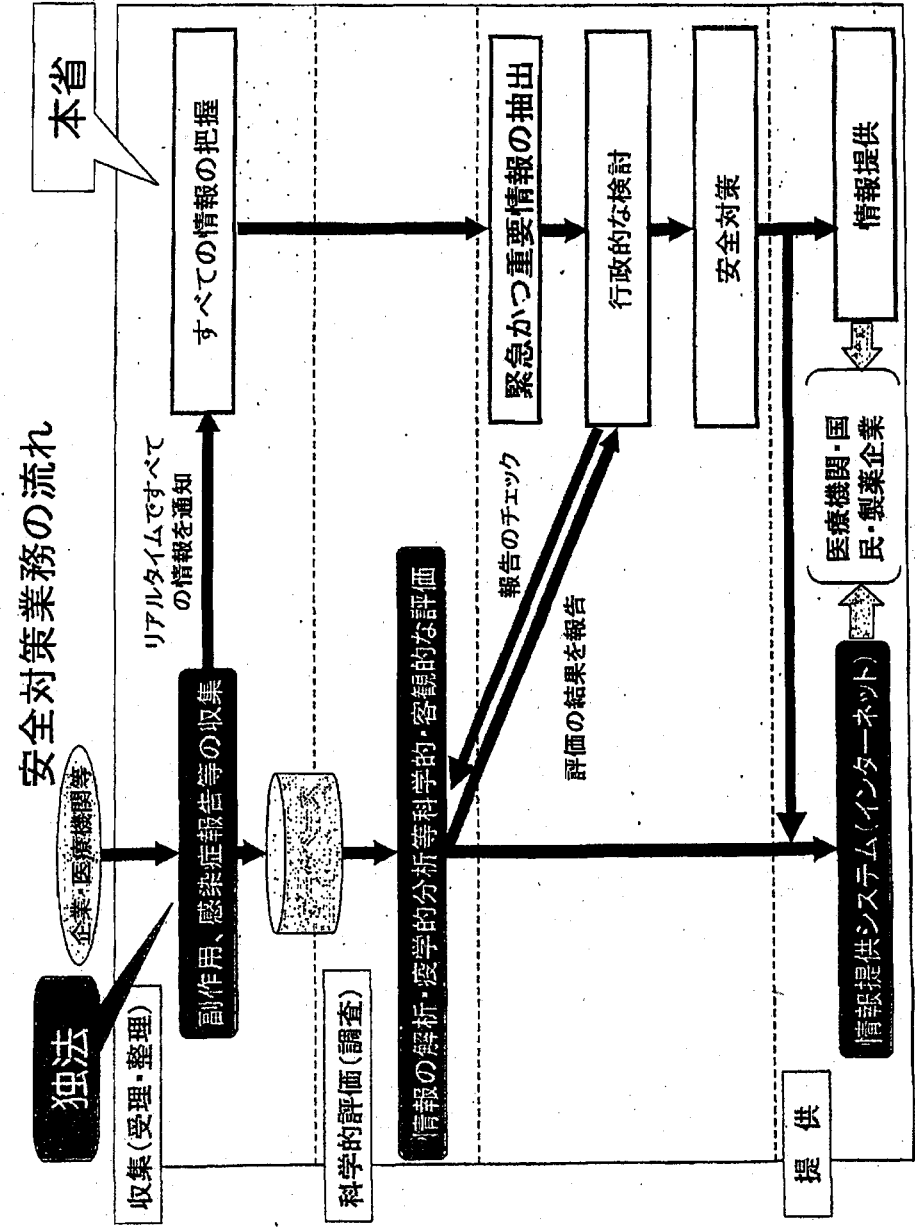 安全対策業務の流れ
独法
企業・医療機関等
本省
収集(受理・整理)
副作用、感染症報告等の収集
リアルタイムですべて
の情報を通知
すべての情報の把握
データベース
科学的評価(調査)
情報の解析・疫学的分析等科学的・客観的な評価
報告のチェック
評価の結果を報告
緊急かつ重要情報の抽出
行政的な検討
安全対策
提 供
情報提供システム(インターネット)
医療機関・国
民・製薬企業
情報提供